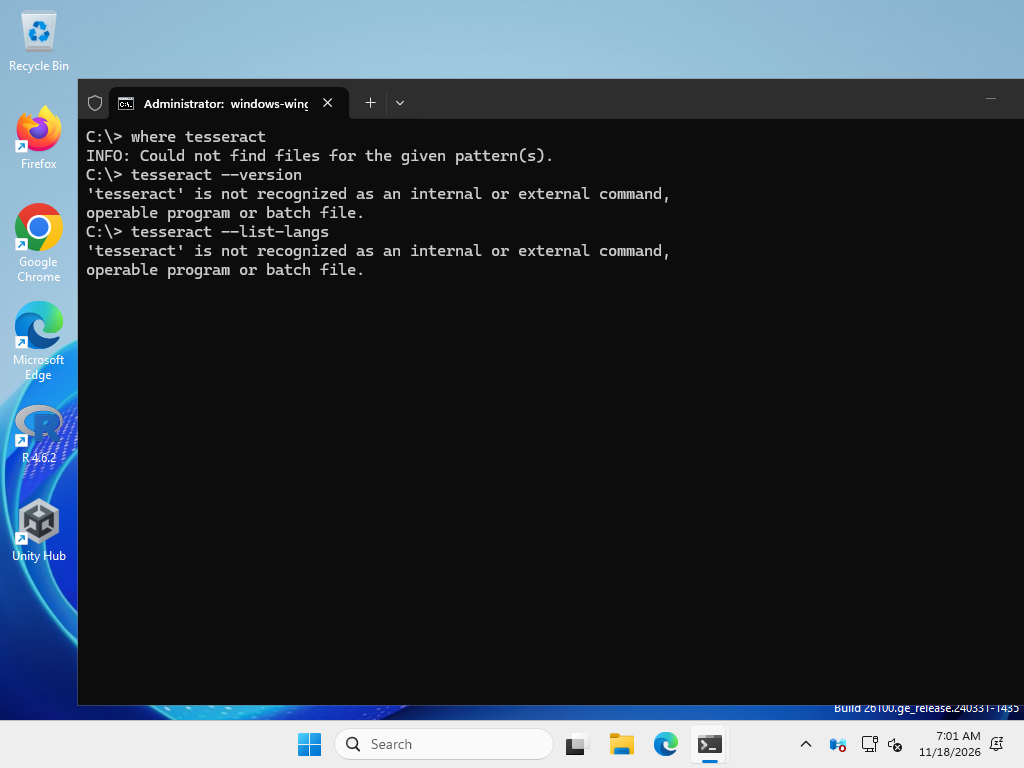 Recycle Bin
Firefox
Google
Chrome
Microsoft
Edge
R 4.6.2
Unity Hub
Administrator: windows-wing
C:\> where tesseract
INFO: Could not find files for the given pattern(s).
C:\> tesseract --version
'tesseract' is not recognized as an internal or external command,
operable program or batch file.
C:\> tesseract --list-langs
'tesseract' is not recognized as an internal or external command,
operable program or batch file.
Build 26100.ge_release.240331-1435
Search
7:01 AM
11/18/2026